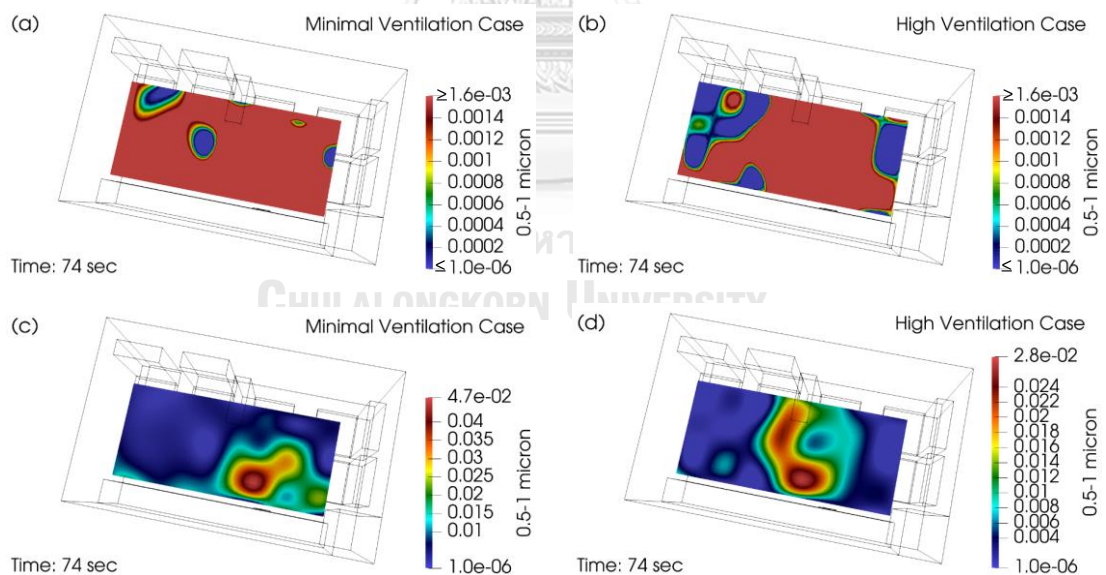 (a)
Minimal Ventilation Case
≥1.6e-03
0.0014
0.0012
0.001
0.0008
0.0006
0.0004
0.0002
≤1.0e-06
0.5-1 micron
Time: 74 sec
(b)
High Ventilation Case
≥1.6e-03
0.0014
0.0012
0.001
0.0008
0.0006
0.0004
0.0002
≤1.0e-06
0.5-1 micron
Time: 74 sec
CHULALONGKORN UNIVERSITY
(c)
Minimal Ventilation Case
4.7e-02
0.04
0.035
0.03
0.025
0.02
0.015
0.01
1.0e-06
0.5-1 micron
Time: 74 sec
(d)
High Ventilation Case
2.8e-02
0.024
0.02
0.018
0.016
0.014
0.012
0.01
0.008
0.006
0.004
1.0e-06
0.5-1 micron
Time: 74 sec